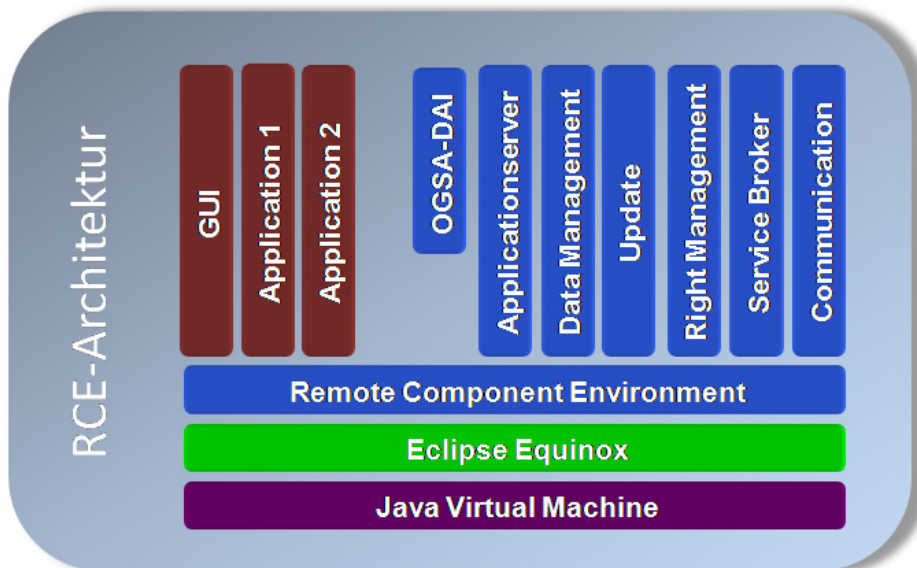 RCE-Architektur
GUI
Application 1
Application 2
OGSA-DAI
Applicationserver
Data Management
Update
Right Management
Service Broker
Communication
Remote Component Environment
Eclipse Equinox
Java Virtual Machine